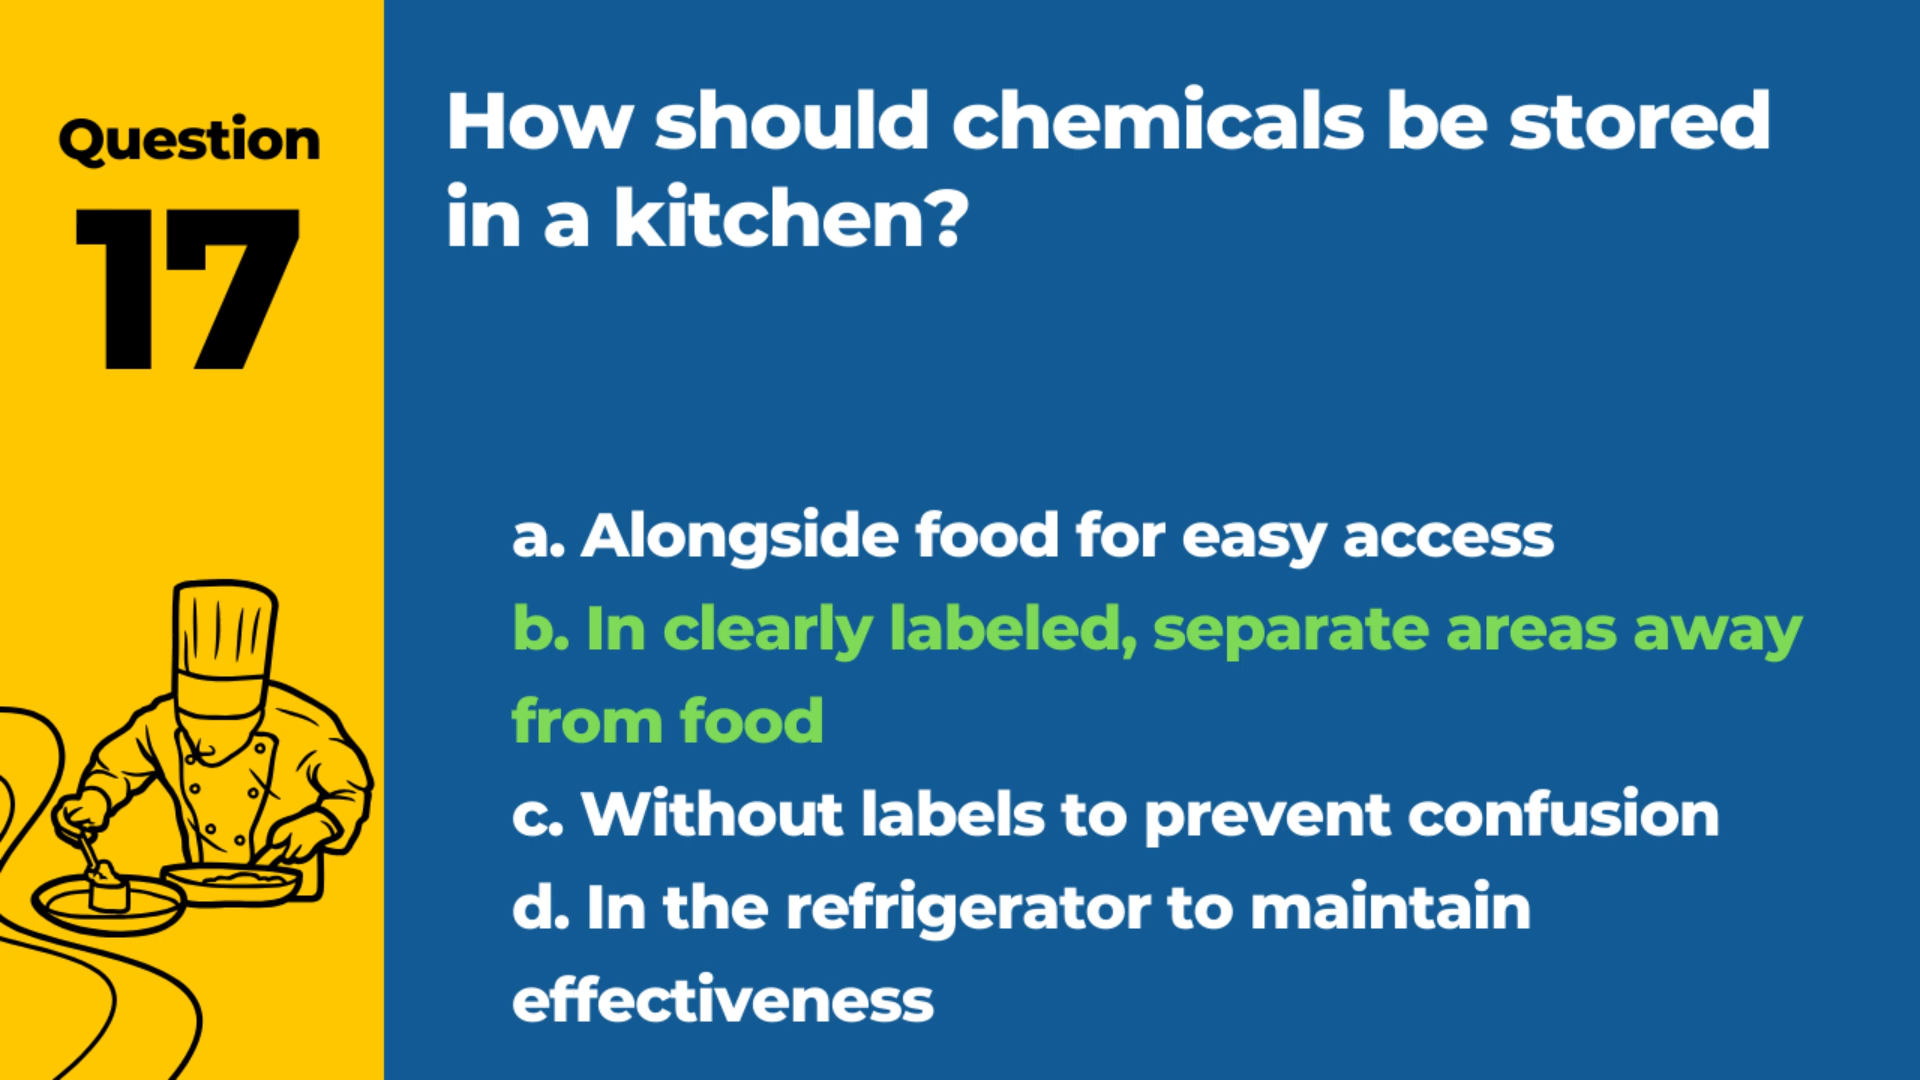 Question
17
How should chemicals be stored
in a kitchen?
a. Alongside food for easy access
b. In clearly labeled, separate areas away
from food
c. Without labels to prevent confusion
d. In the refrigerator to maintain
effectiveness